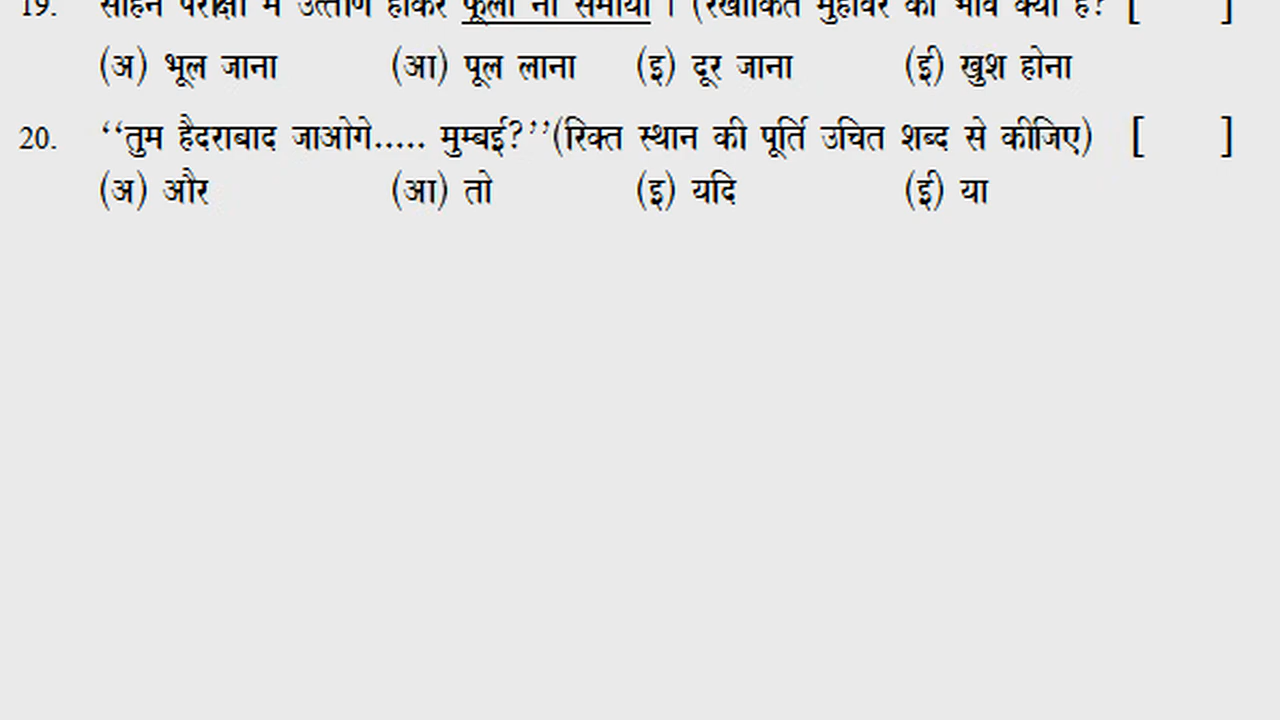 19. सोहन परीक्षा में उत्तीर्ण होकर फूला ना समाया । (रेखांकित मुहावरे का भाव क्या है? [ ]
(अ) भूल जाना (आ) पूल लाना (इ) दूर जाना (ई) खुश होना
20. ‘‘तुम हैदराबाद जाओगे..... मुम्बई?’’(रिक्त स्थान की पूर्ति उचित शब्द से कीजिए) [ ]
(अ) और (आ) तो (इ) यदि (ई) या